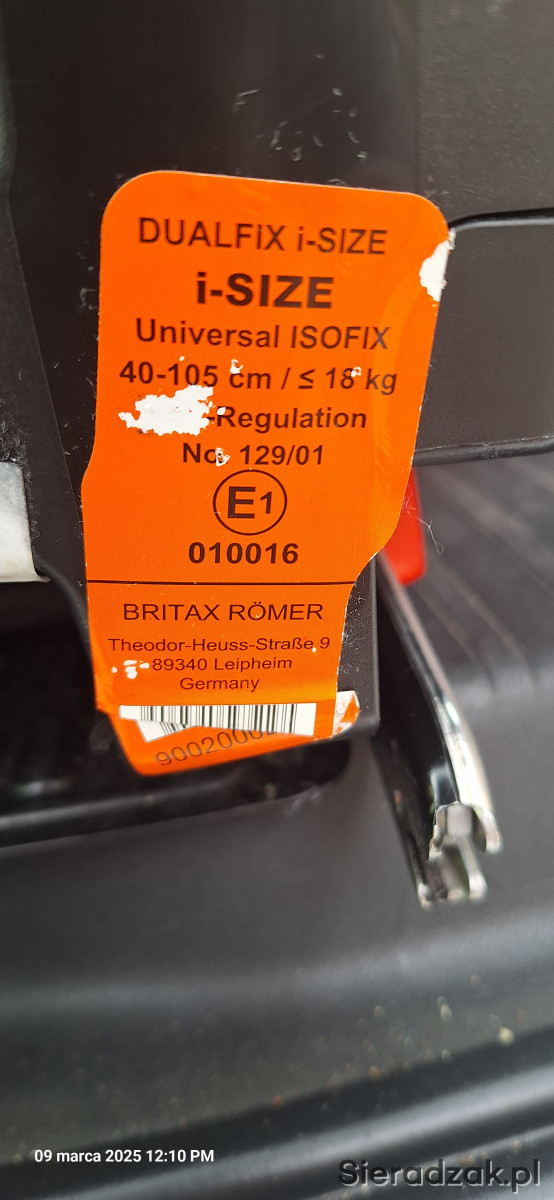 DUALFIX i-SIZE
i-SIZE
Universal ISOFIX
40-105 cm / ≤ 18 kg
-Regulation
No. 129/01
E1
010016
BRITAX RÖMER
Theodor-Heuss-Straße 9
89340 Leipheim
Germany
09 marca 2025 12:10 PM
Sieradzak.pl